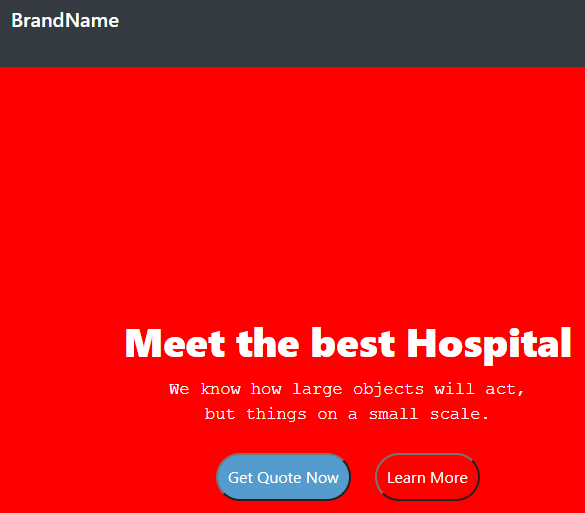 BrandName
Meet the best Hospital
We know how large objects will act,
but things on a small scale.
Get Quote Now
Learn More